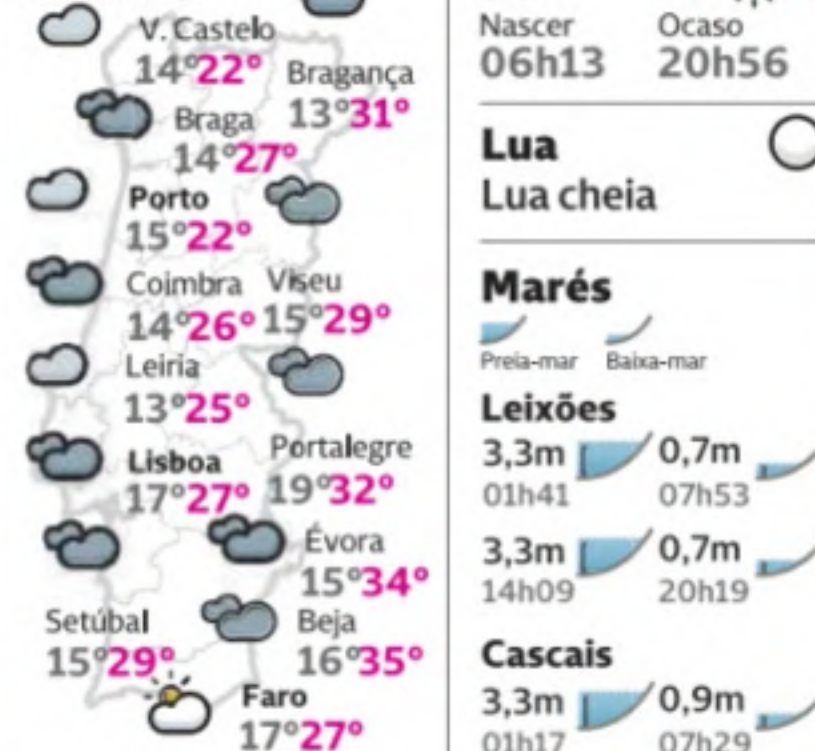 V. Castelo
14°22°
Bragança
13°31°
Braga
14°27°
Porto
15°22°
Coimbra
14°26°
Viseu
15°29°
Leiria
13°25°
Lisboa
17°27°
Portalegre
19°32°
Évora
15°34°
Setúbal
15°29°
Beja
16°35°
Faro
17°27°
Nascer
06h13
Ocaso
20h56
Lua
Lua cheia
Marés
Preia-mar
Baixa-mar
Leixões
3,3m
0,7m
01h41
07h53
3,3m
0,7m
14h09
20h19
Cascais
3,3m
0,9m
01h17
07h29